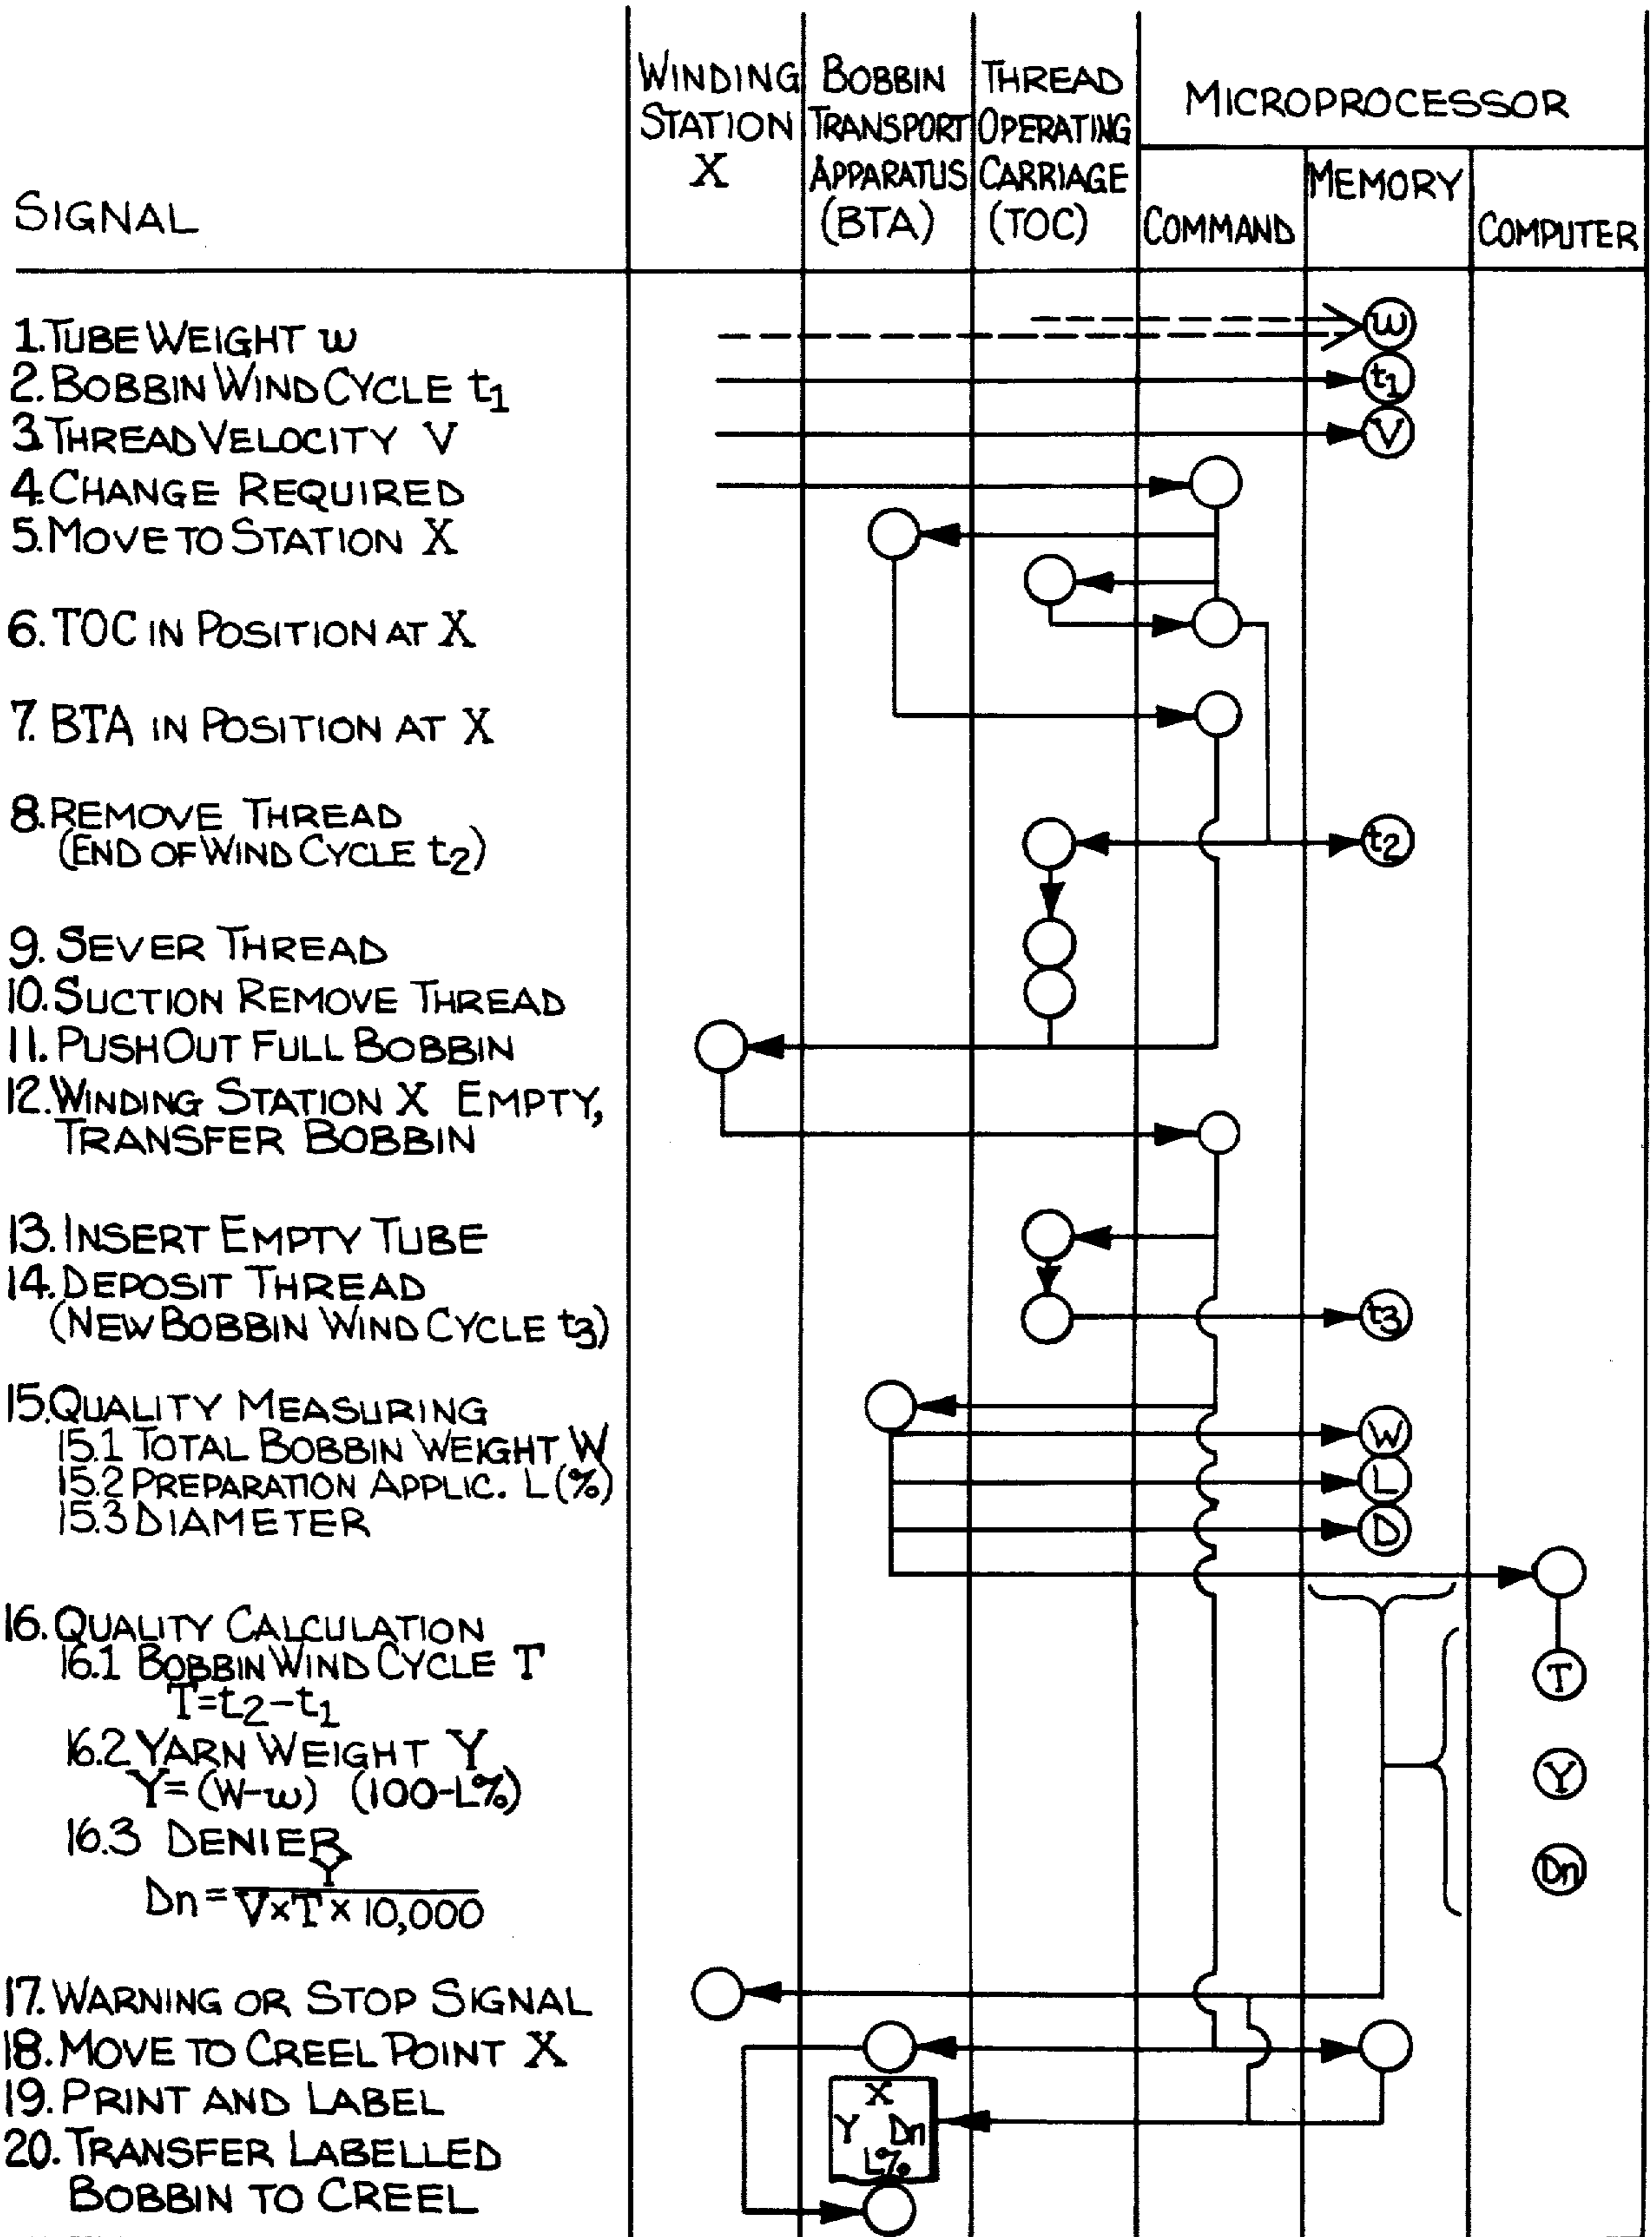 WINDING STATION X
BOBBIN TRANSPORT APPARATUS (BTA)
THREAD OPERATING CARRIAGE (TOC)
MICROPROCESSOR
SIGNAL
COMMAND
MEMORY
COMPUTER
1. TUBE WEIGHT w
w
2. BOBBIN WIND CYCLE t1
t1
3. THREAD VELOCITY V
V
4. CHANGE REQUIRED
5. MOVE TO STATION X
6. TOC IN POSITION AT X
7. BTA IN POSITION AT X
8. REMOVE THREAD
(END OF WIND CYCLE t2)
t2
9. SEVER THREAD
10. SUCTION REMOVE THREAD
11. PUSH OUT FULL BOBBIN
12. WINDING STATION X EMPTY,
TRANSFER BOBBIN
13. INSERT EMPTY TUBE
14. DEPOSIT THREAD
(NEW BOBBIN WIND CYCLE t3)
t3
15. QUALITY MEASURING
15.1 TOTAL BOBBIN WEIGHT W
W
15.2 PREPARATION APPLIC. L(%)
L
15.3 DIAMETER
D
16. QUALITY CALCULATION
16.1 BOBBIN WIND CYCLE T
T=t2-t1
T
16.2 YARN WEIGHT Y
Y=(W-w) (100-L%)
Y
16.3 DENIER
Y
Dn= V×T×10,000
Dn
17. WARNING OR STOP SIGNAL
18. MOVE TO CREEL POINT X
19. PRINT AND LABEL
X
Y Dn
L%
20. TRANSFER LABELLED
BOBBIN TO CREEL